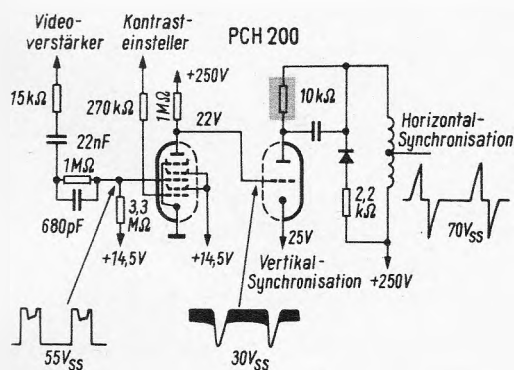 Video-
verstärker
Kontrast-
einsteller
PCH 200
15kΩ
270kΩ
1MΩ
+250V
22V
10kΩ
Horizontal-
Synchronisation
22nF
1MΩ
680pF
3,3
MΩ
+14,5V
+14,5V
25V
Vertikal-
Synchronisation
2,2
kΩ
+250V
70Vss
55Vss
30Vss